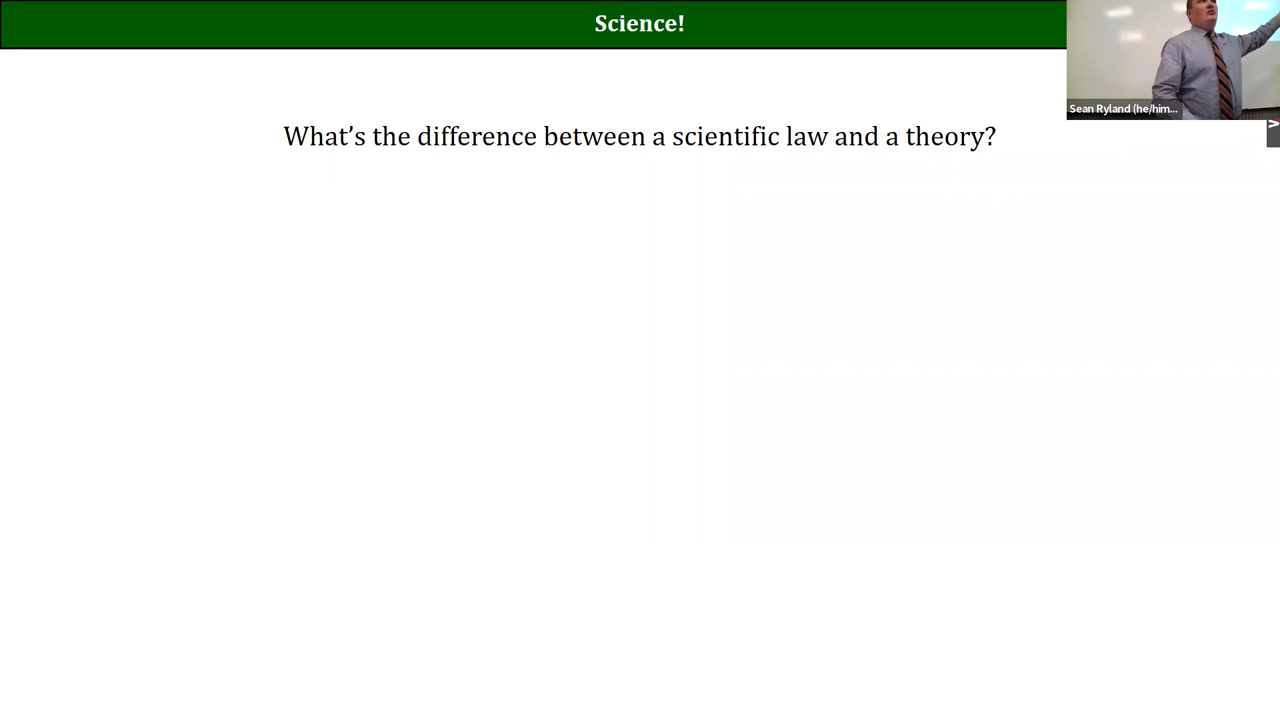 Science!
Sean Ryland (he/him...
What's the difference between a scientific law and a theory?